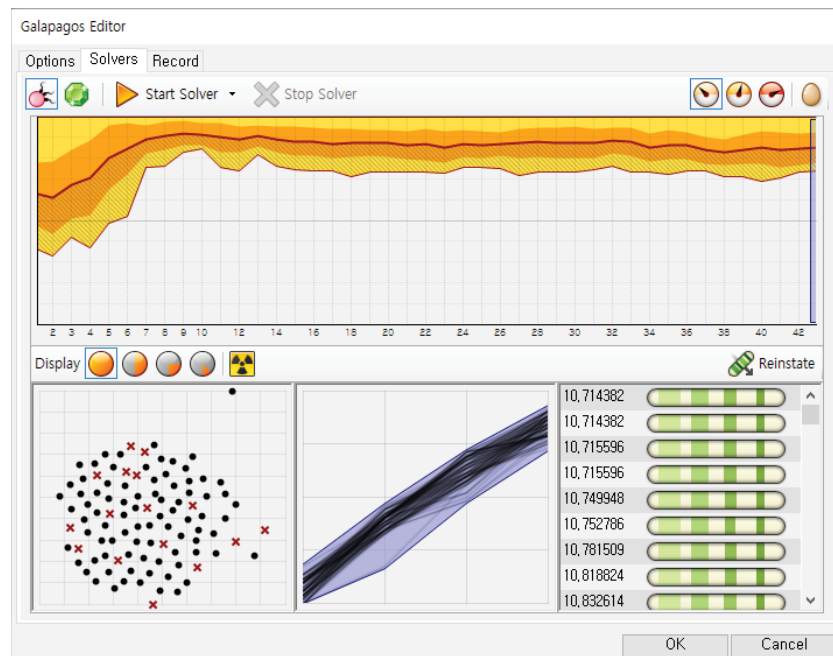 Galapagos Editor
Options Solvers Record
Start Solver Stop Solver
2 3 4 5 6 7 8 9 10 12 14 16 18 20 22 24 26 28 30 32 34 36 38 40 42
Display Reinstate
10,714382
10,714382
10,715596
10,715596
10,749948
10,752786
10,781509
10,818824
10,832614
OK Cancel